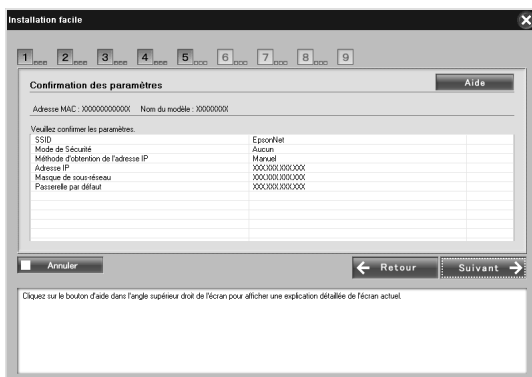 Installation facile
1 2 3 4 5 6 7 8 9
Confirmation des paramètres
Aide
Adresse MAC : XXXXXXXXXXXX Nom du modèle : XXXXXXXX
Veuillez confirmer les paramètres.
SSID EpsonNet
Mode de Sécurité Aucun
Méthode d'obtention de l'adresse IP Manuel
Adresse IP XXX.XXX.XXX.XXX
Masque de sous-réseau XXX.XXX.XXX.XXX
Passerelle par défaut XXX.XXX.XXX.XXX
Annuler
Retour
Suivant
Cliquez sur le bouton d'aide dans l'angle supérieur droit de l'écran pour afficher une explication détaillée de l'écran actuel.